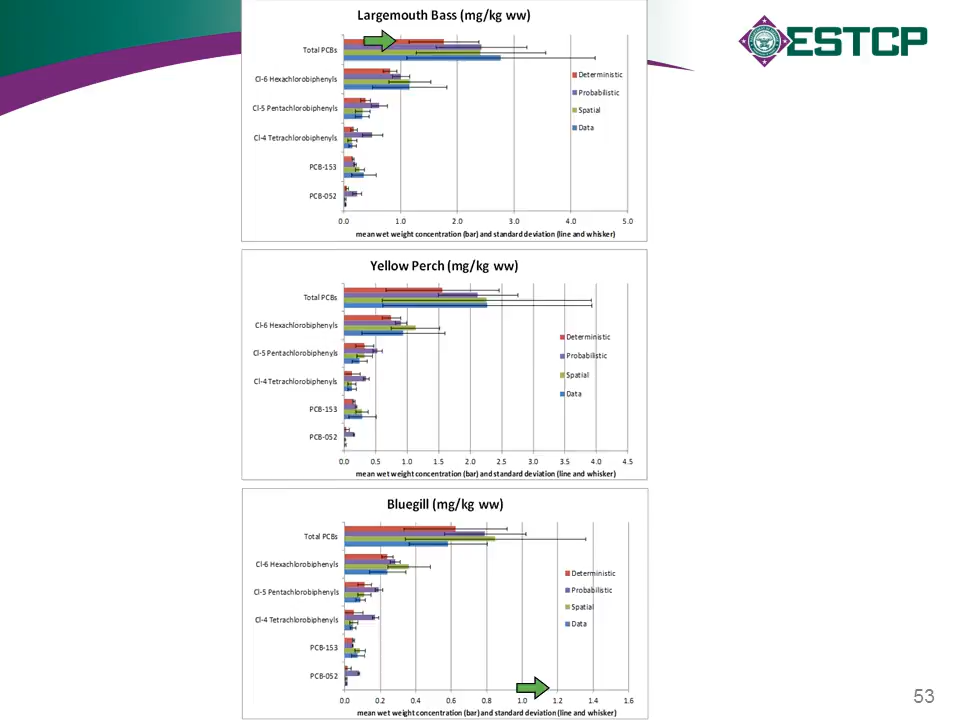 ESTCP
Largemouth Bass (mg/kg ww)
Total PCBs
Cl-6 Hexachlorobiphenyls
Cl-5 Pentachlorobiphenyls
Cl-4 Tetrachlorobiphenyls
PCB-153
PCB-052
Deterministic
Probabilistic
Spatial
Data
0.0 1.0 2.0 3.0 4.0 5.0
mean wet weight concentration (bar) and standard deviation (line and whisker)
Yellow Perch (mg/kg ww)
Total PCBs
Cl-6 Hexachlorobiphenyls
Cl-5 Pentachlorobiphenyls
Cl-4 Tetrachlorobiphenyls
PCB-153
PCB-052
Deterministic
Probabilistic
Spatial
Data
0.0 0.5 1.0 1.5 2.0 2.5 3.0 3.5 4.0 4.5
mean wet weight concentration (bar) and standard deviation (line and whisker)
Bluegill (mg/kg ww)
Total PCBs
Cl-6 Hexachlorobiphenyls
Cl-5 Pentachlorobiphenyls
Cl-4 Tetrachlorobiphenyls
PCB-153
PCB-052
Deterministic
Probabilistic
Spatial
Data
0.0 0.2 0.4 0.6 0.8 1.0 1.2 1.4 1.6
mean wet weight concentration (bar) and standard deviation (line and whisker)
53